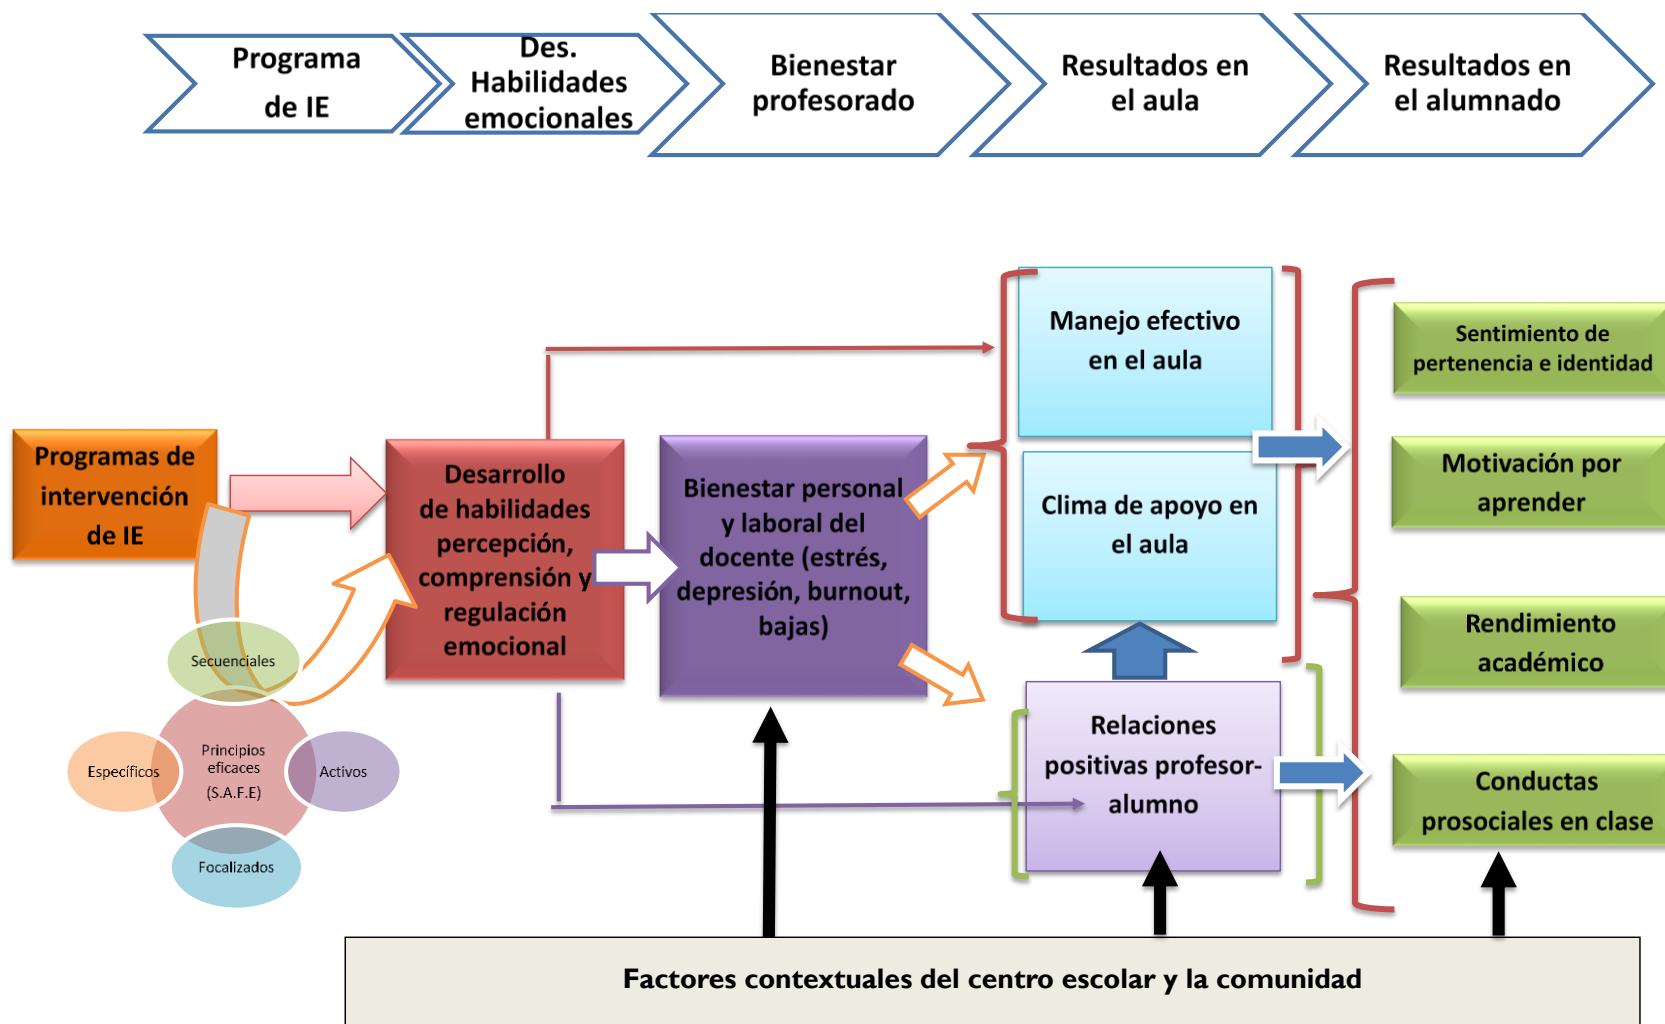 Programa
de IE
Des.
Habilidades
emocionales
Bienestar
profesorado
Resultados en
el aula
Resultados en
el alumnado
Programas de
intervención
de IE
Desarrollo
de habilidades
percepción,
comprensión y
regulación
emocional
Bienestar personal
y laboral del
docente (estrés,
depresión, burnout,
bajas)
Manejo efectivo
en el aula
Clima de apoyo en
el aula
Relaciones
positivas profesor-
alumno
Sentimiento de
pertenencia e identidad
Motivación por
aprender
Rendimiento
académico
Conductas
prosociales en clase
Secuenciales
Específicos
Principios
eficaces
(S.A.F.E)
Activos
Focalizados
Factores contextuales del centro escolar y la comunidad